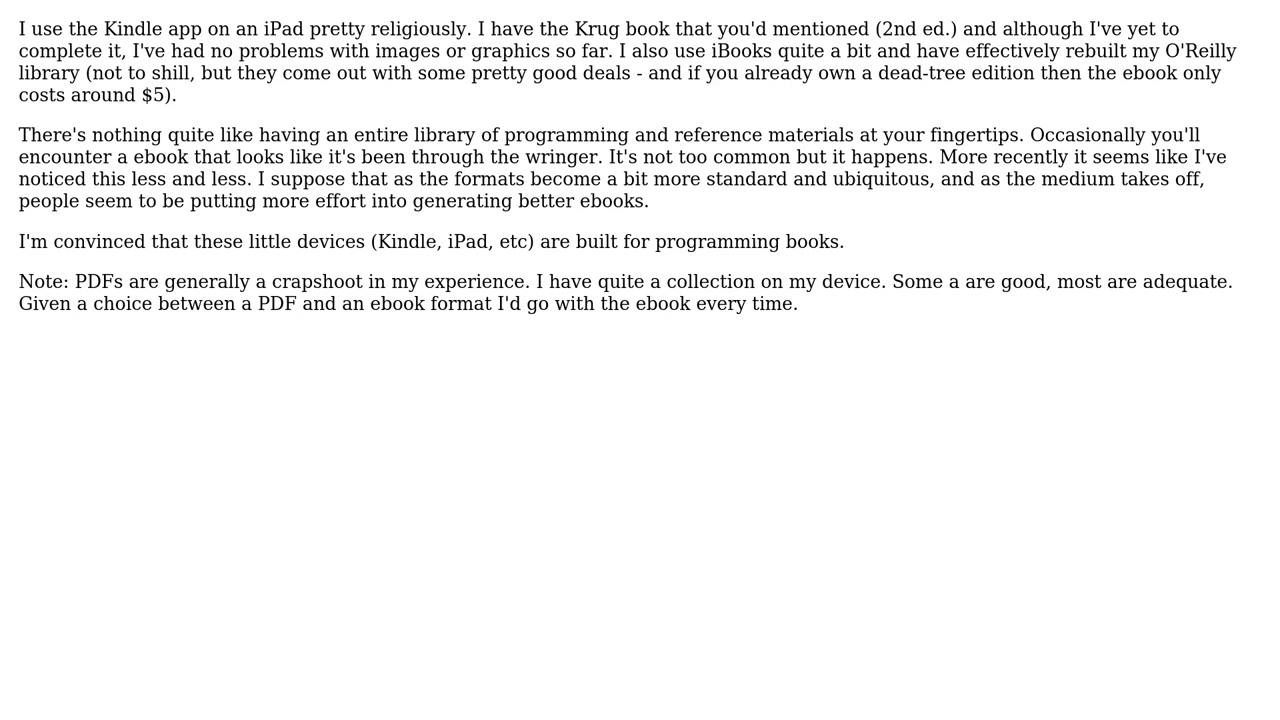 I use the Kindle app on an iPad pretty religiously. I have the Krug book that you'd mentioned (2nd ed.) and although I've yet to
complete it, I've had no problems with images or graphics so far. I also use iBooks quite a bit and have effectively rebuilt my O'Reilly
library (not to shill, but they come out with some pretty good deals - and if you already own a dead-tree edition then the ebook only
costs around $5).
There's nothing quite like having an entire library of programming and reference materials at your fingertips. Occasionally you'll
encounter a ebook that looks like it's been through the wringer. It's not too common but it happens. More recently it seems like I've
noticed this less and less. I suppose that as the formats become a bit more standard and ubiquitous, and as the medium takes off,
people seem to be putting more effort into generating better ebooks.
I'm convinced that these little devices (Kindle, iPad, etc) are built for programming books.
Note: PDFs are generally a crapshoot in my experience. I have quite a collection on my device. Some a are good, most are adequate.
Given a choice between a PDF and an ebook format I'd go with the ebook every time.